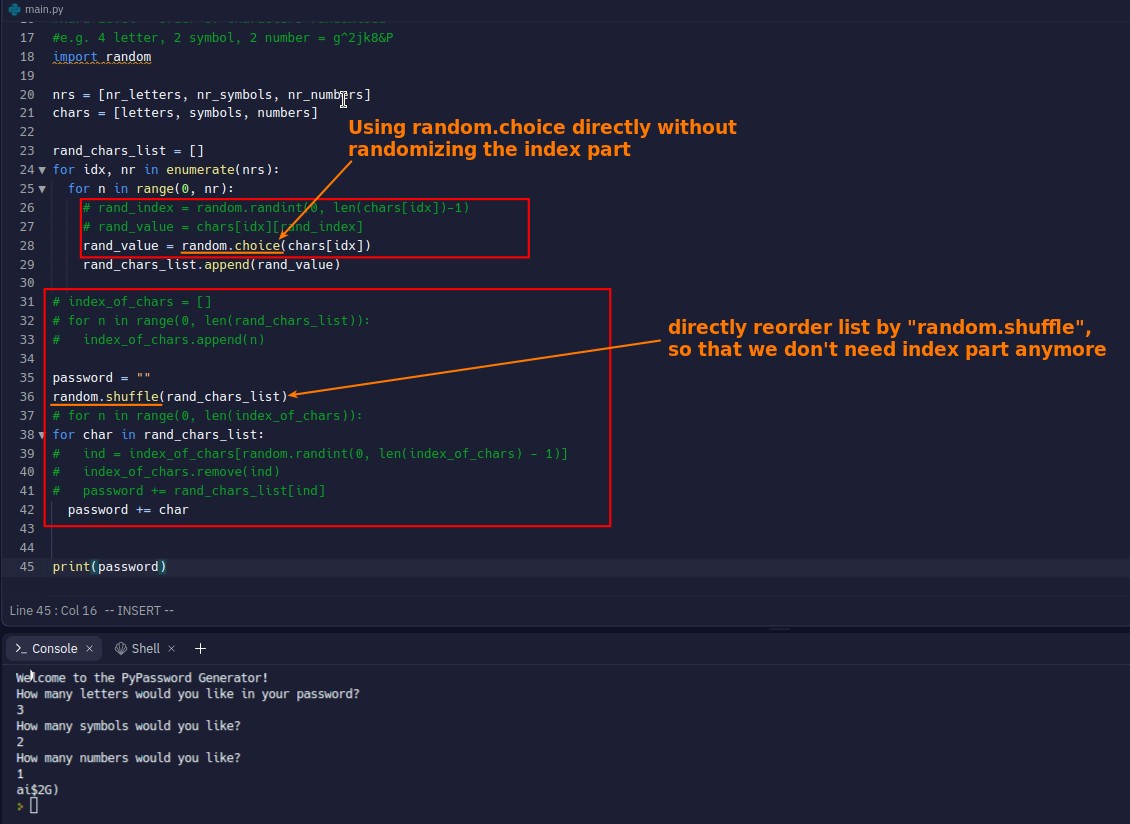 main.py
17 #e.g. 4 letter, 2 symbol, 2 number = g^2jk8&P
18 import random
19
20 nrs = [nr_letters, nr_symbols, nr_numbers]
21 chars = [letters, symbols, numbers]
22
Using random.choice directly without
randomizing the index part
23 rand_chars_list = []
24 for idx, nr in enumerate(nrs):
25   for n in range(0, nr):
26     # rand_index = random.randint(0, len(chars[idx])-1)
27     # rand_value = chars[idx][rand_index]
28     rand_value = random.choice(chars[idx])
29     rand_chars_list.append(rand_value)
30
31 # index_of_chars = []
32 # for n in range(0, len(rand_chars_list)):
33 #   index_of_chars.append(n)
34
directly reorder list by "random.shuffle",
so that we don't need index part anymore
35 password = ""
36 random.shuffle(rand_chars_list)
37 # for n in range(0, len(index_of_chars)):
38 for char in rand_chars_list:
39 #   ind = index_of_chars[random.randint(0, len(index_of_chars) - 1)]
40 #   index_of_chars.remove(ind)
41 #   password += rand_chars_list[ind]
42   password += char
43
44
45 print(password)
Line 45 : Col 16 -- INSERT --
Console × Shell × +
Welcome to the PyPassword Generator!
How many letters would you like in your password?
3
How many symbols would you like?
2
How many numbers would you like?
1
ai$2G)